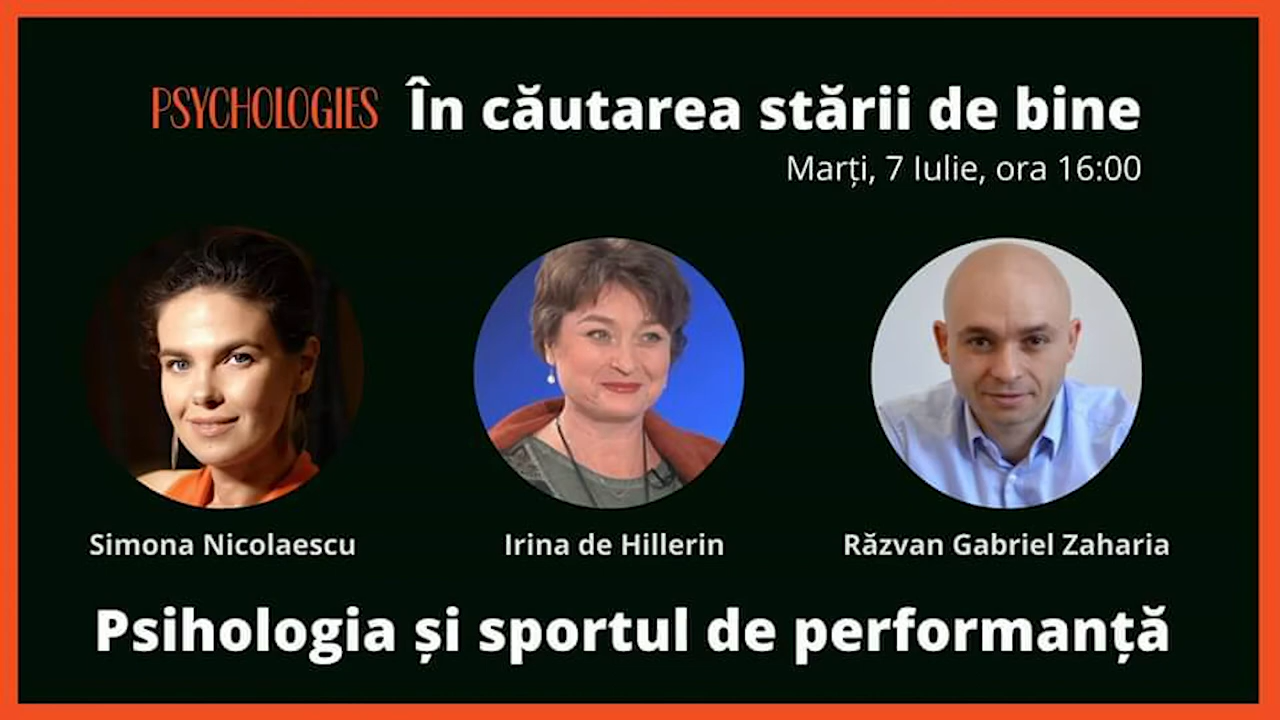 PSYCHOLOGIES În căutarea stării de bine
Marți, 7 Iulie, ora 16:00
Simona Nicolaescu
Irina de Hillerin
Răzvan Gabriel Zaharia
Psihologia și sportul de performanță